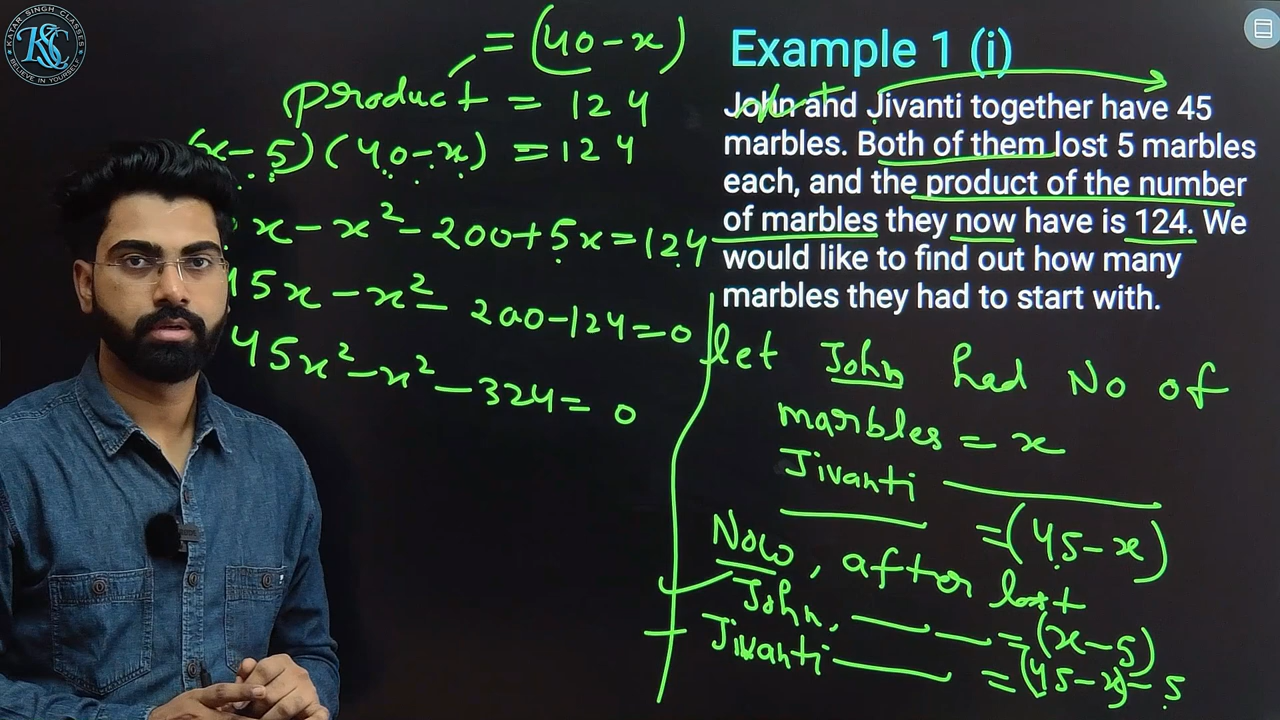 KATAR SINGH CLASSES
KSC
BELIEVE IN YOURSELF
= (40-x)
product = 124
(x-5)(40-x) = 124
x-x²-200+5x=124
45x-x²-200-124=0
45x²-x²-324=0
Example 1 (i)
John and Jivanti together have 45
marbles. Both of them lost 5 marbles
each, and the product of the number
of marbles they now have is 124. We
would like to find out how many
marbles they had to start with.
let John had No of
marbles = x
Jivanti = (45-x)
Now, after lost
John, = (x-5)
Jivanti = (45-x)-5